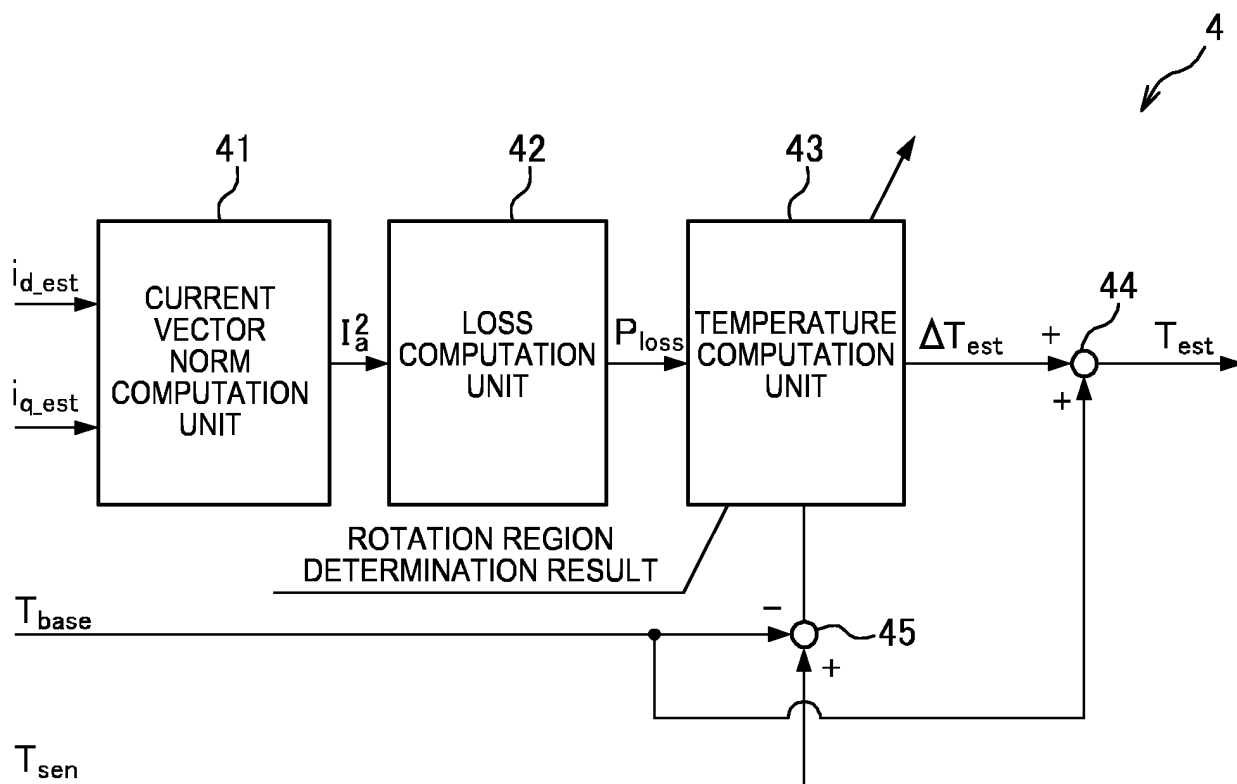 4
41
42
43
44
i_d_est
i_q_est
CURRENT
VECTOR
NORM
COMPUTATION
UNIT
I_a^2
LOSS
COMPUTATION
UNIT
P_loss
TEMPERATURE
COMPUTATION
UNIT
ΔT_est
+
+
T_est
ROTATION REGION
DETERMINATION RESULT
T_base
-
45
+
T_sen